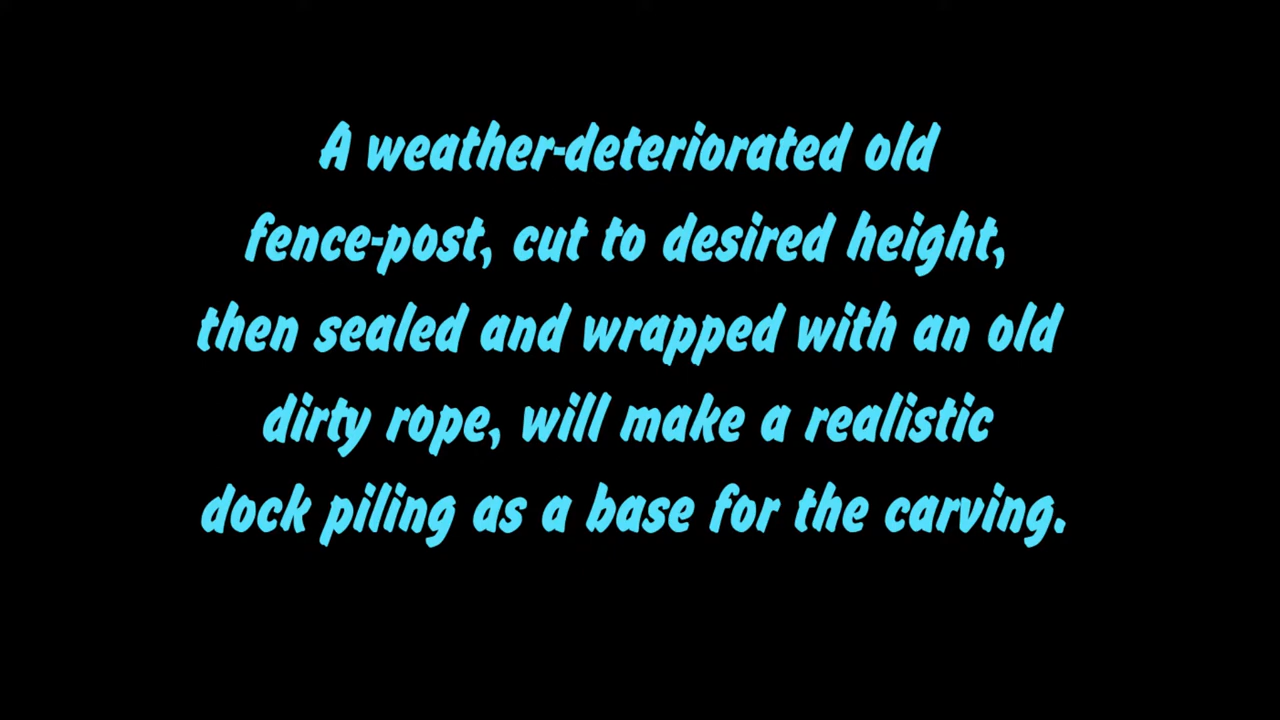 A weather-deteriorated old
fence-post, cut to desired height,
then sealed and wrapped with an old
dirty rope, will make a realistic
dock piling as a base for the carving.